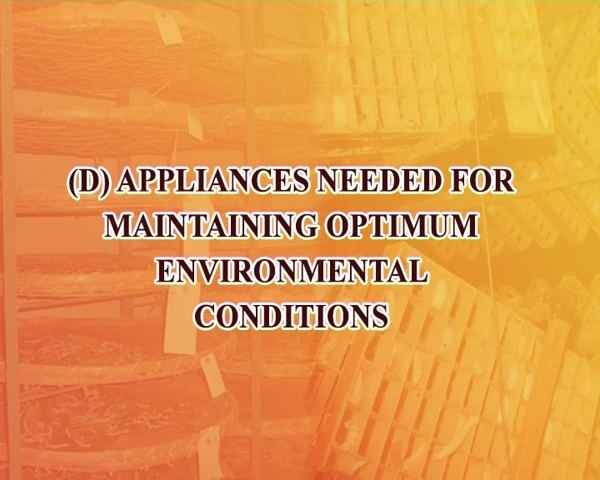 (D) APPLIANCES NEEDED FOR
MAINTAINING OPTIMUM
ENVIRONMENTAL
CONDITIONS